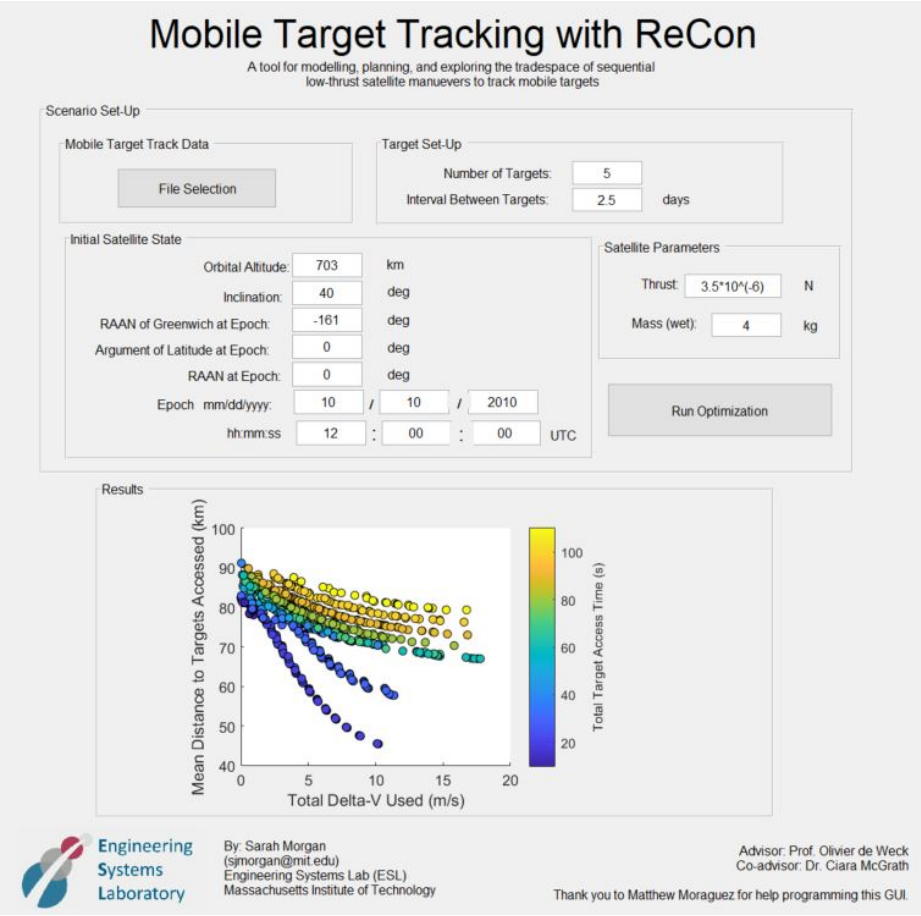 Mobile Target Tracking with ReCon
A tool for modelling, planning, and exploring the tradespace of sequential
low-thrust satellite manuevers to track mobile targets
Scenario Set-Up
Mobile Target Track Data
File Selection
Target Set-Up
Number of Targets: 5
Interval Between Targets: 2.5 days
Initial Satellite State
Orbital Altitude: 703 km
Inclination: 40 deg
RAAN of Greenwich at Epoch: -161 deg
Argument of Latitude at Epoch: 0 deg
RAAN at Epoch: 0 deg
Epoch mm/dd/yyyy: 10 / 10 / 2010
hh:mm:ss 12 : 00 : 00 UTC
Satellite Parameters
Thrust: 3.5*10^(-6) N
Mass (wet): 4 kg
Run Optimization
Results
Mean Distance to Targets Accessed (km)
100
90
80
70
60
50
40
0 5 10 15 20
Total Delta-V Used (m/s)
100
80
60
40
20
Total Target Access Time (s)
Engineering
Systems
Laboratory
By: Sarah Morgan
(sjmorgan@mit.edu)
Engineering Systems Lab (ESL)
Massachusetts Institute of Technology
Advisor: Prof. Olivier de Weck
Co-advisor: Dr. Ciara McGrath
Thank you to Matthew Moraguez for help programming this GUI.